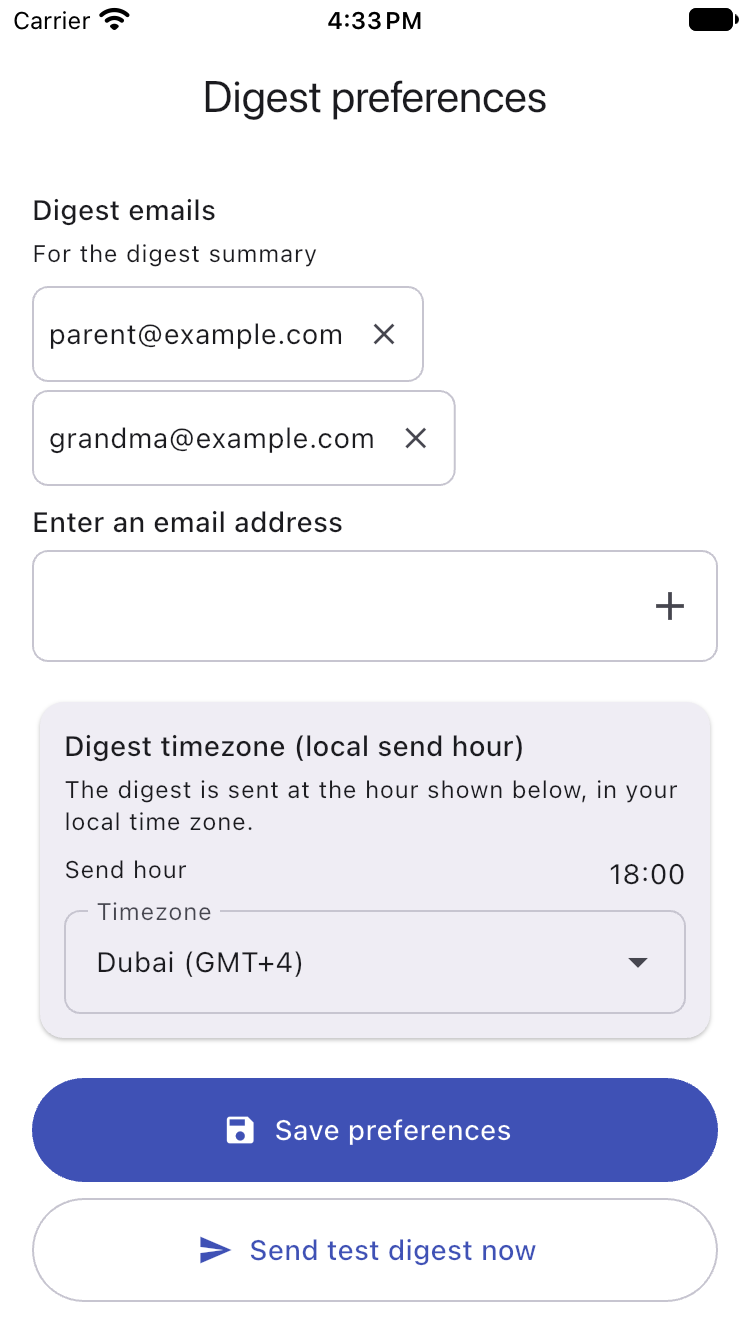 Carrier 4:33 PM
Digest preferences
Digest emails
For the digest summary
parent@example.com
grandma@example.com
Enter an email address
Digest timezone (local send hour)
The digest is sent at the hour shown below, in your
local time zone.
Send hour 18:00
Timezone
Dubai (GMT+4)
Save preferences
Send test digest now